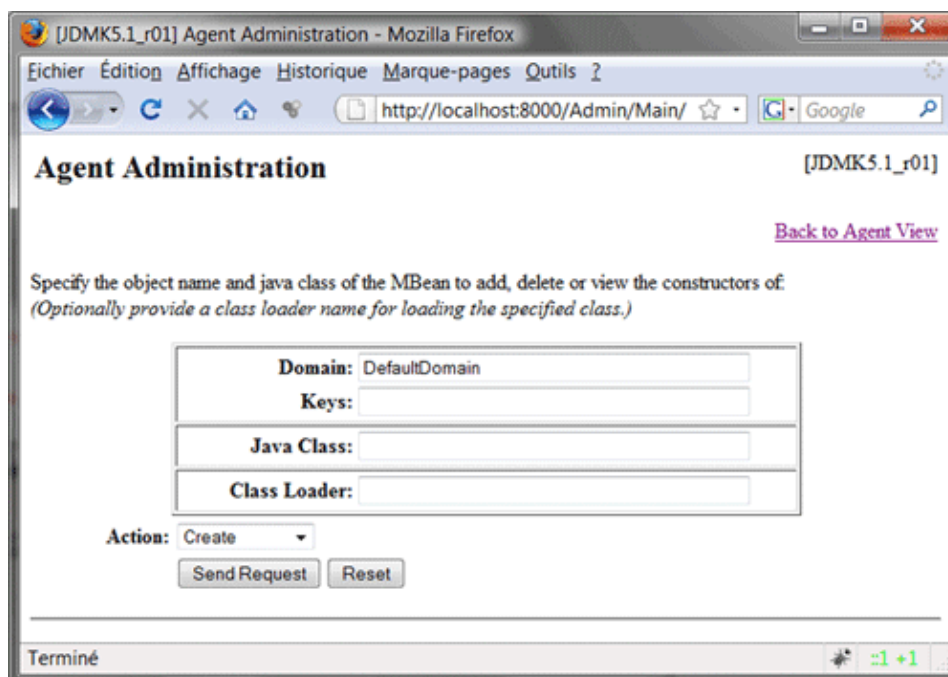 [JDMK5.1_r01] Agent Administration - Mozilla Firefox
Fichier Édition Affichage Historique Marque-pages Outils ?
http://localhost:8000/Admin/Main/ G Google
Agent Administration [JDMK5.1_r01]
Back to Agent View
Specify the object name and java class of the MBean to add, delete or view the constructors of:
(Optionally provide a class loader name for loading the specified class.)
Domain: DefaultDomain
Keys:
Java Class:
Class Loader:
Action: Create
Send Request Reset
Terminé ::1 +1